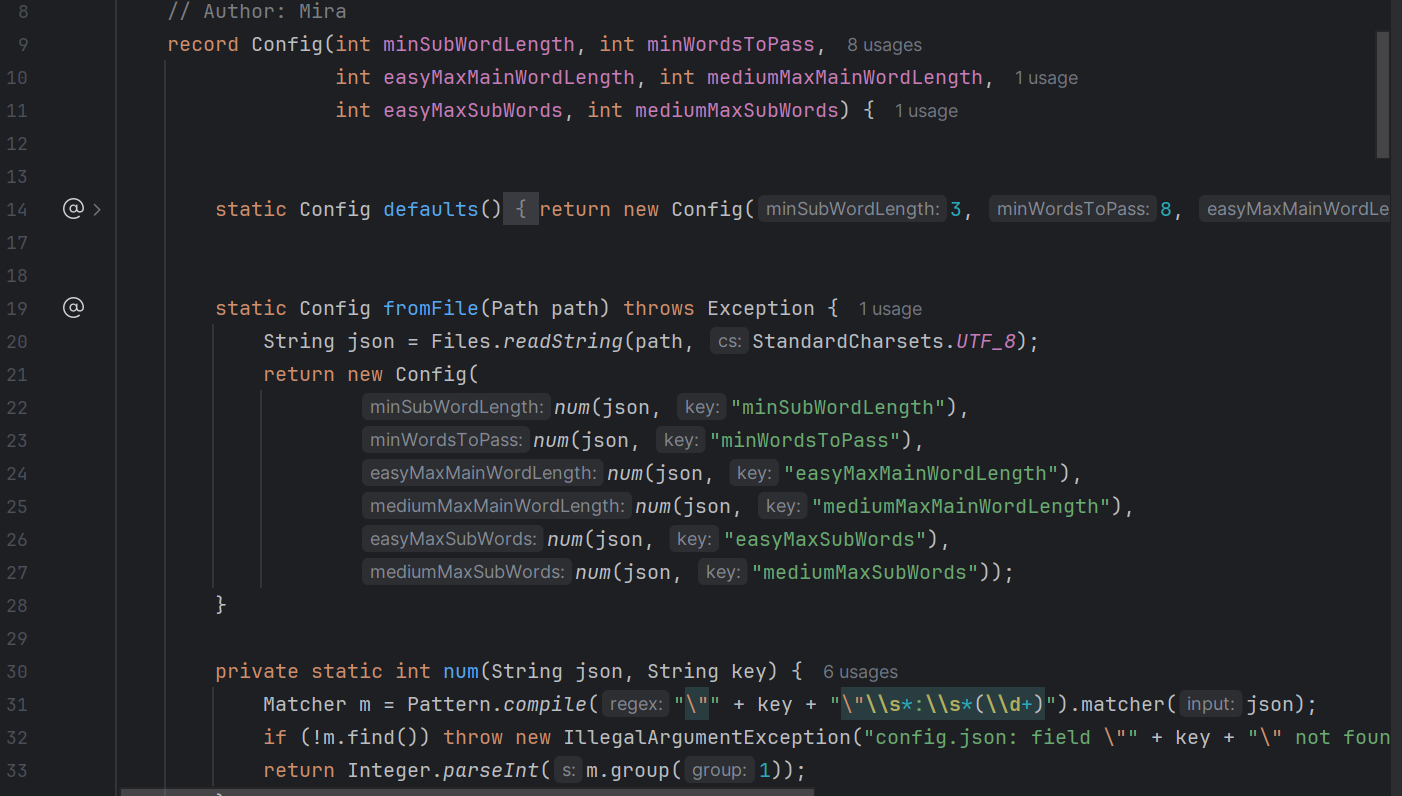 8 // Author: Mira
9 record Config(int minSubWordLength, int minWordsToPass, 8 usages
10 int easyMaxMainWordLength, int mediumMaxMainWordLength, 1 usage
11 int easyMaxSubWords, int mediumMaxSubWords) { 1 usage
12
13
14 @ > static Config defaults() { return new Config( minSubWordLength: 3, minWordsToPass: 8, easyMaxMainWordLe
17
18
19 @ static Config fromFile(Path path) throws Exception { 1 usage
20 String json = Files.readString(path, cs: StandardCharsets.UTF_8);
21 return new Config(
22 minSubWordLength: num(json, key: "minSubWordLength"),
23 minWordsToPass: num(json, key: "minWordsToPass"),
24 easyMaxMainWordLength: num(json, key: "easyMaxMainWordLength"),
25 mediumMaxMainWordLength: num(json, key: "mediumMaxMainWordLength"),
26 easyMaxSubWords: num(json, key: "easyMaxSubWords"),
27 mediumMaxSubWords: num(json, key: "mediumMaxSubWords"));
28 }
29
30 private static int num(String json, String key) { 6 usages
31 Matcher m = Pattern.compile( regex: "\"" + key + "\"\\s*:\\s*(\\d+)").matcher( input: json);
32 if (!m.find()) throw new IllegalArgumentException("config.json: field \"" + key + "\" not foun
33 return Integer.parseInt( s: m.group( group: 1));